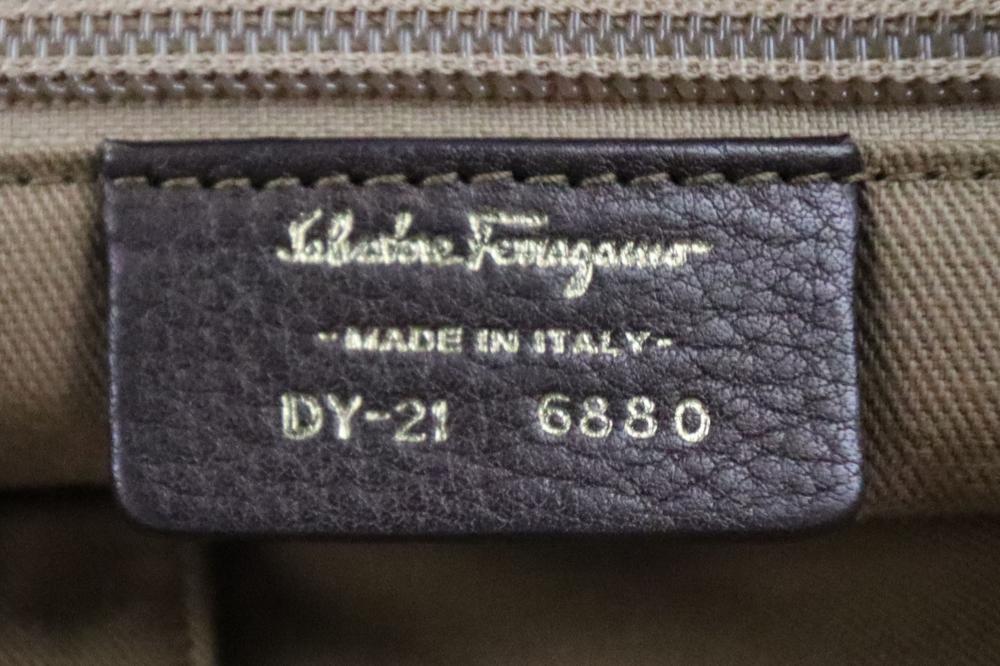 Salvatore Ferragamo
-MADE IN ITALY-
DY-21 6880